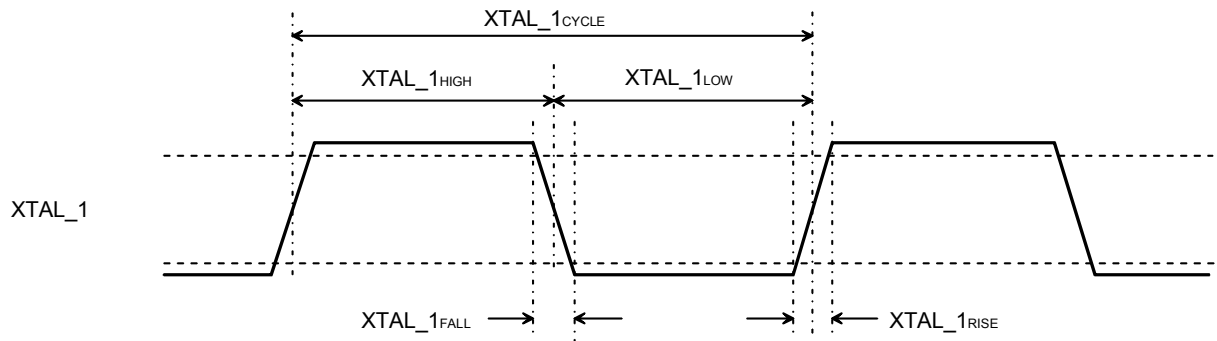 XTAL_1CYCLE
XTAL_1HIGH
XTAL_1LOW
XTAL_1
XTAL_1FALL
XTAL_1RISE